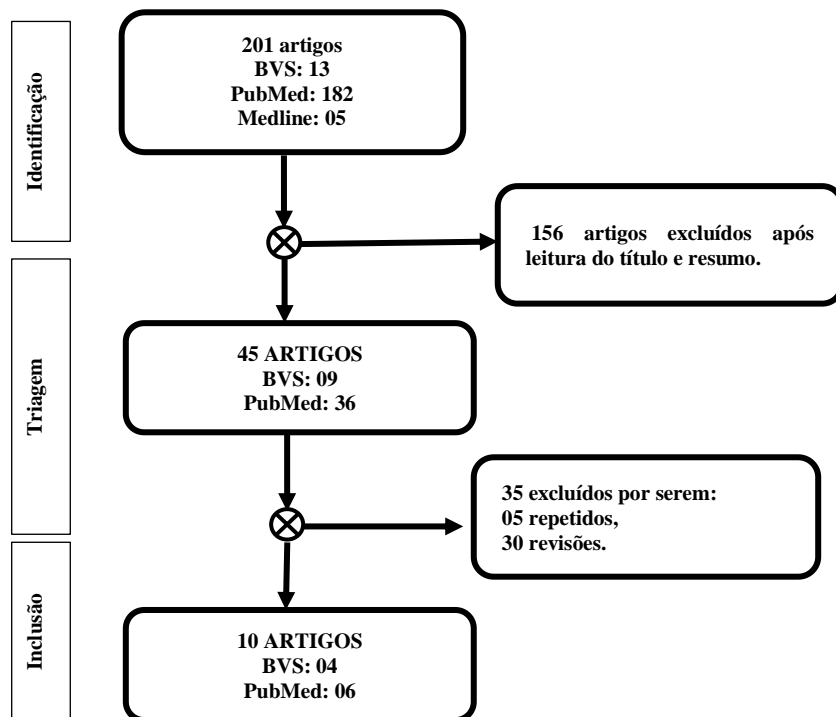 Identificação
201 artigos
BVS: 13
PubMed: 182
Medline: 05
156 artigos excluídos após
leitura do título e resumo.
Triagem
45 ARTIGOS
BVS: 09
PubMed: 36
35 excluídos por serem:
05 repetidos,
30 revisões.
Inclusão
10 ARTIGOS
BVS: 04
PubMed: 06